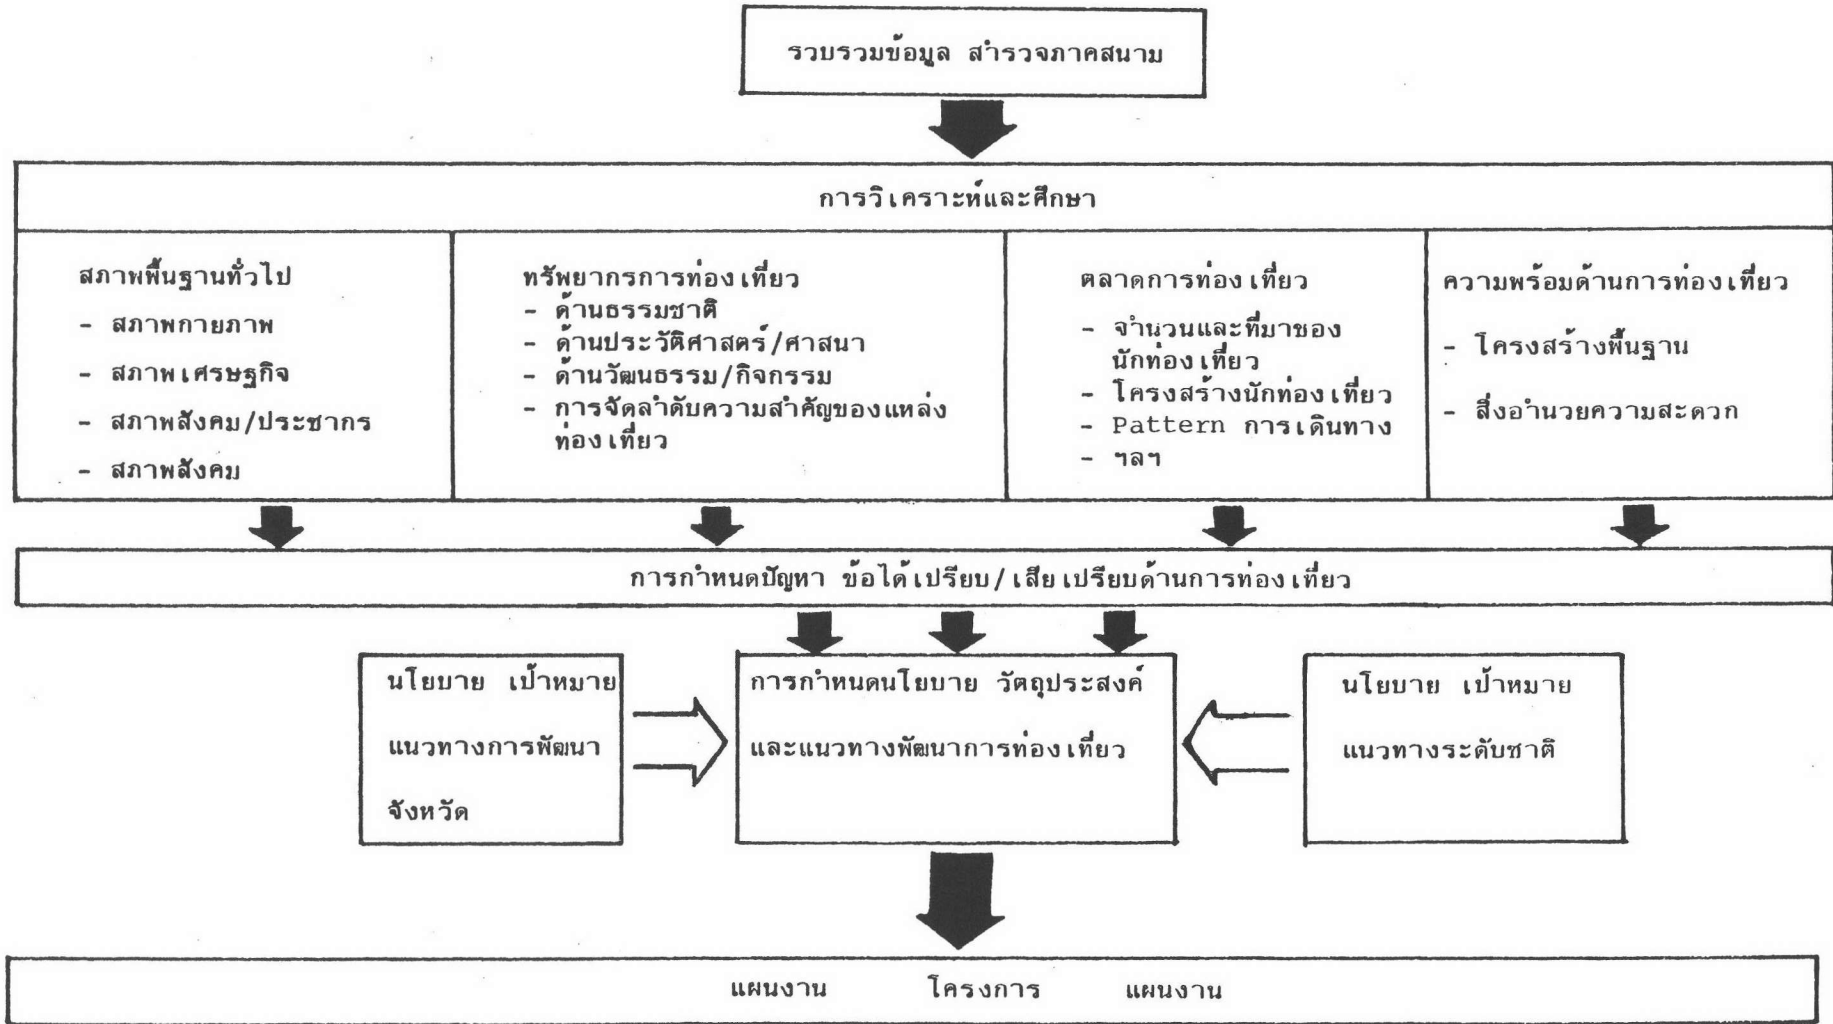 รวบรวมข้อมูล สำรวจภาคสนาม
การวิเคราะห์และศึกษา
สภาพพื้นฐานทั่วไป
- สภาพกายภาพ
- สภาพเศรษฐกิจ
- สภาพสังคม/ประชากร
- สภาพสังคม
ทรัพยากรการท่องเที่ยว
- ด้านธรรมชาติ
- ด้านประวัติศาสตร์/ศาสนา
- ด้านวัฒนธรรม/กิจกรรม
- การจัดลำดับความสำคัญของแหล่ง
ท่องเที่ยว
ตลาดการท่องเที่ยว
- จำนวนและที่มาของ
นักท่องเที่ยว
- โครงสร้างนักท่องเที่ยว
- Pattern การเดินทาง
- ฯลฯ
ความพร้อมด้านการท่องเที่ยว
- โครงสร้างพื้นฐาน
- สิ่งอำนวยความสะดวก
การกำหนดปัญหา ข้อได้เปรียบ/เสียเปรียบด้านการท่องเที่ยว
นโยบาย เป้าหมาย
แนวทางการพัฒนา
จังหวัด
การกำหนดนโยบาย วัตถุประสงค์
และแนวทางพัฒนาการท่องเที่ยว
นโยบาย เป้าหมาย
แนวทางระดับชาติ
แผนงาน โครงการ แผนงาน